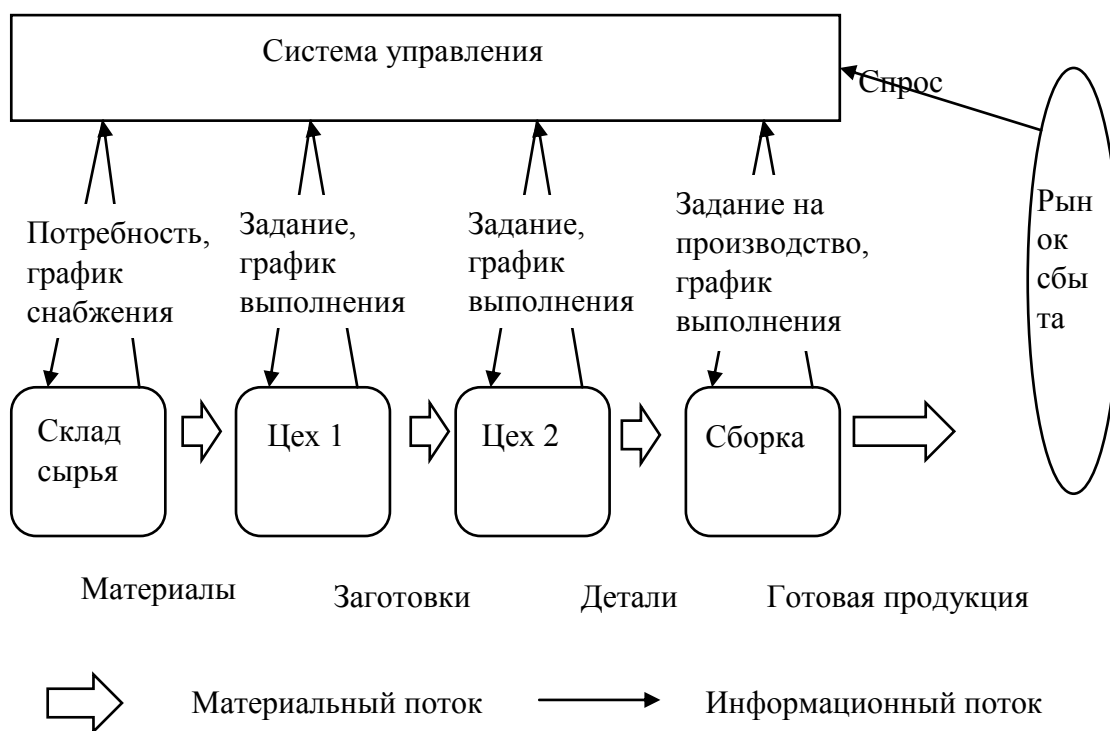 Система управления
Спрос
Потребность,
график
снабжения
Задание,
график
выполнения
Задание,
график
выполнения
Задание на
производство,
график
выполнения
Рын
ок
сбы
та
Склад
сырья
Цех 1
Цех 2
Сборка
Материалы
Заготовки
Детали
Готовая продукция
Материальный поток
Информационный поток